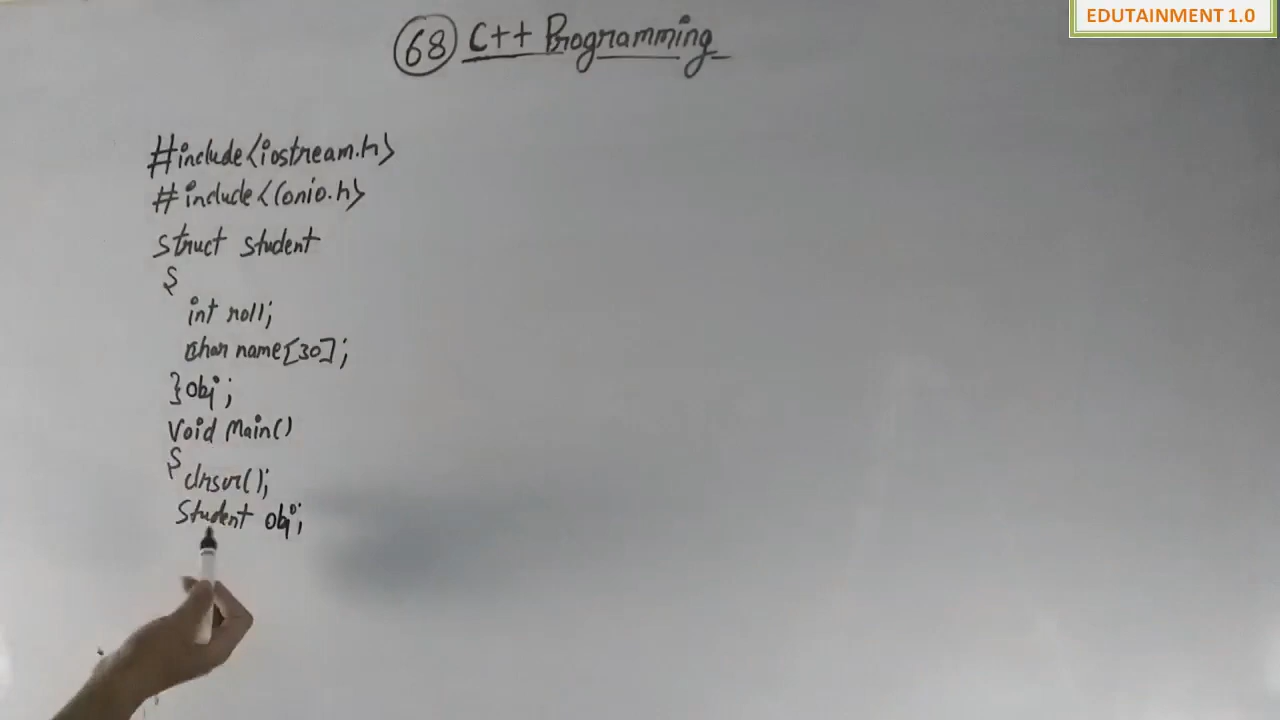 EDUTAINMENT 1.0
68 C++ Programming
#include<iostream.h>
#include<conio.h>
struct student
{
int roll;
char name[30];
}obj;
void main()
{
clrscr();
student obj;